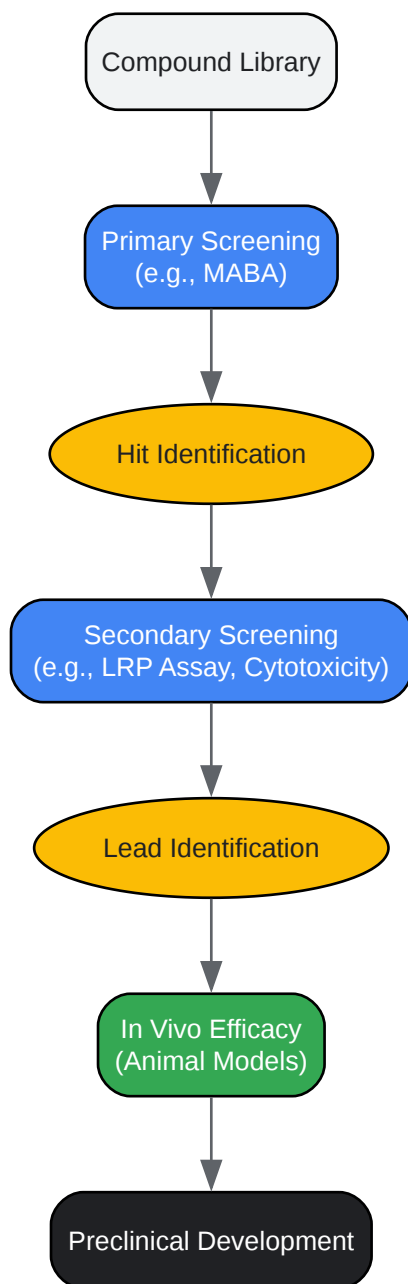 Compound Library
Primary Screening
(e.g., MABA)
Hit Identification
Secondary Screening
(e.g., LRP Assay, Cytotoxicity)
Lead Identification
In Vivo Efficacy
(Animal Models)
Preclinical Development